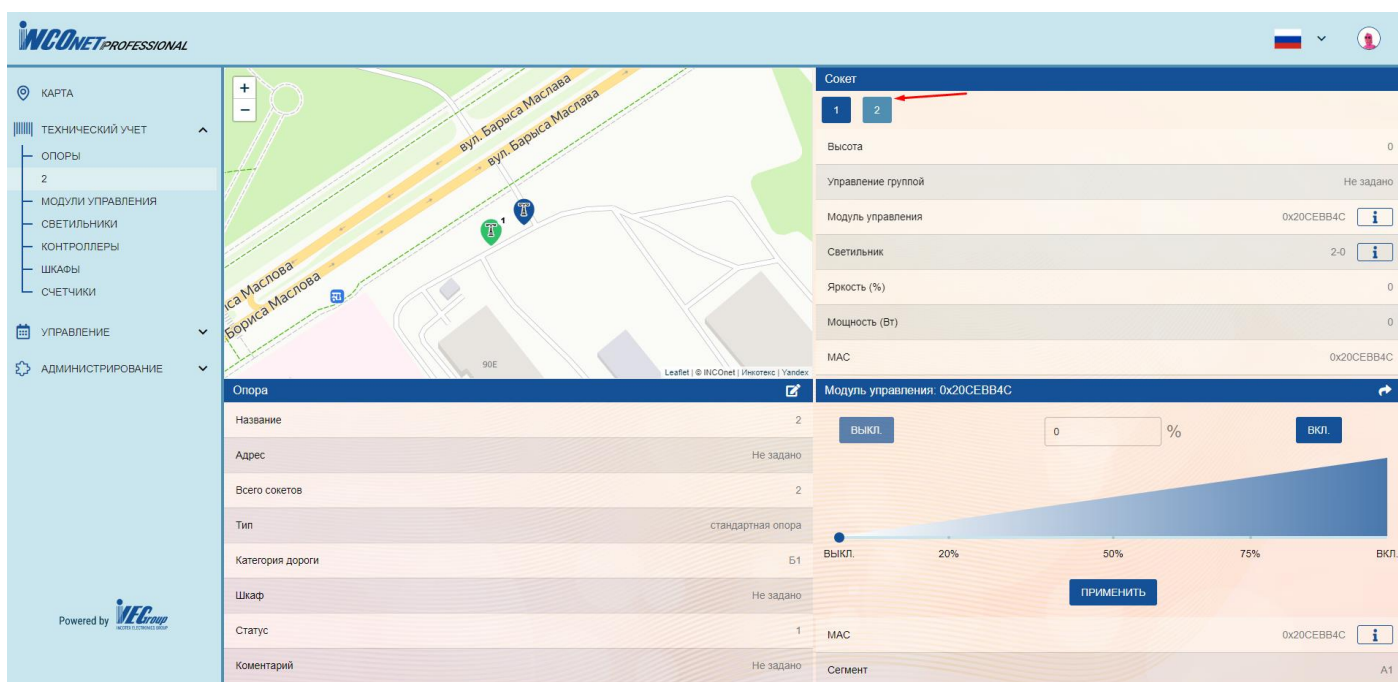 INCONET PROFESSIONAL
КАРТА
ТЕХНИЧЕСКИЙ УЧЕТ
ОПОРЫ
2
МОДУЛИ УПРАВЛЕНИЯ
СВЕТИЛЬНИКИ
КОНТРОЛЛЕРЫ
ШКАФЫ
СЧЕТЧИКИ
УПРАВЛЕНИЕ
АДМИНИСТРИРОВАНИЕ
Powered by INCOTEX ELECTRONICS GROUP
+
−
вул. Барыса Маслава
вул. Барыса Маслава
1
са Маслова
Бориса Маслова
90Е
Leaflet | © INCOnet | Инкотекс | Yandex
Сокет
1 2
Высота 0
Управление группой Не задано
Модуль управления 0x20CEBB4C i
Светильник 2-0 i
Яркость (%) 0
Мощность (Вт) 0
MAC 0x20CEBB4C
Опора
Название 2
Адрес Не задано
Всего сокетов 2
Тип стандартная опора
Категория дороги Б1
Шкаф Не задано
Статус 1
Коментарий Не задано
Модуль управления: 0x20CEBB4C
ВЫКЛ. 0 % ВКЛ.
ВЫКЛ. 20% 50% 75% ВКЛ.
ПРИМЕНИТЬ
MAC 0x20CEBB4C i
Сегмент A1